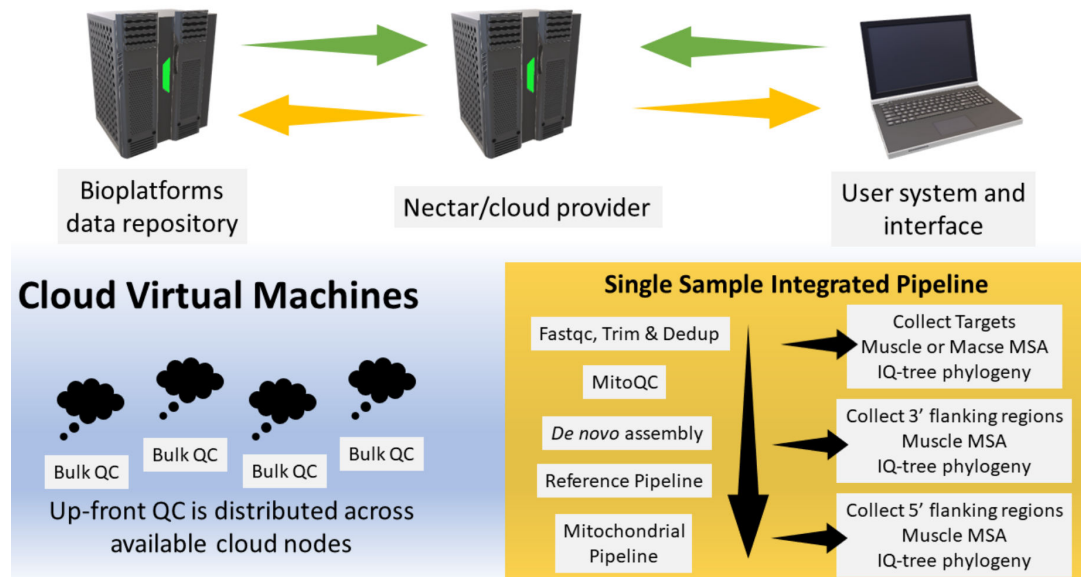 Bioplatforms
data repository
Nectar/cloud provider
User system and
interface
Cloud Virtual Machines
Bulk QC
Bulk QC
Bulk QC
Bulk QC
Up-front QC is distributed across
available cloud nodes
Single Sample Integrated Pipeline
Fastqc, Trim & Dedup
MitoQC
De novo assembly
Reference Pipeline
Mitochondrial
Pipeline
Collect Targets
Muscle or Macse MSA
IQ-tree phylogeny
Collect 3’ flanking regions
Muscle MSA
IQ-tree phylogeny
Collect 5’ flanking regions
Muscle MSA
IQ-tree phylogeny